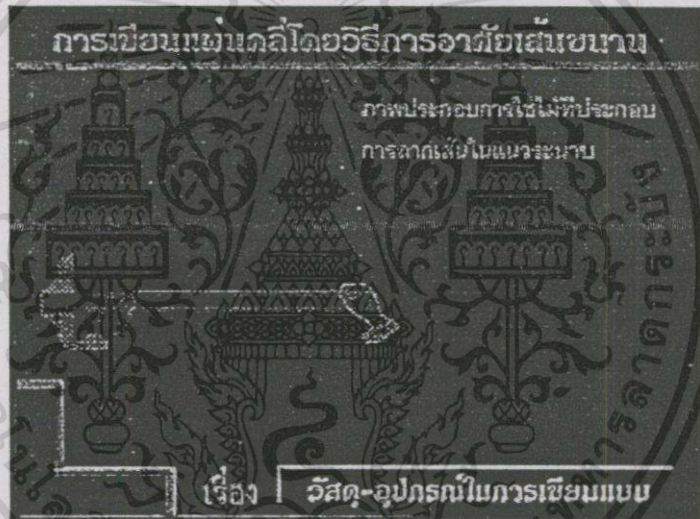 การเขียนแผ่นคลี่โดยวิธีการอาศัยเส้นขนาน
ภาพประกอบการใช้ไม้ทีประกอบ
การลากเส้นในแนวระนาบ
เรื่อง
วัสดุ-อุปกรณ์ในการเขียนแบบ